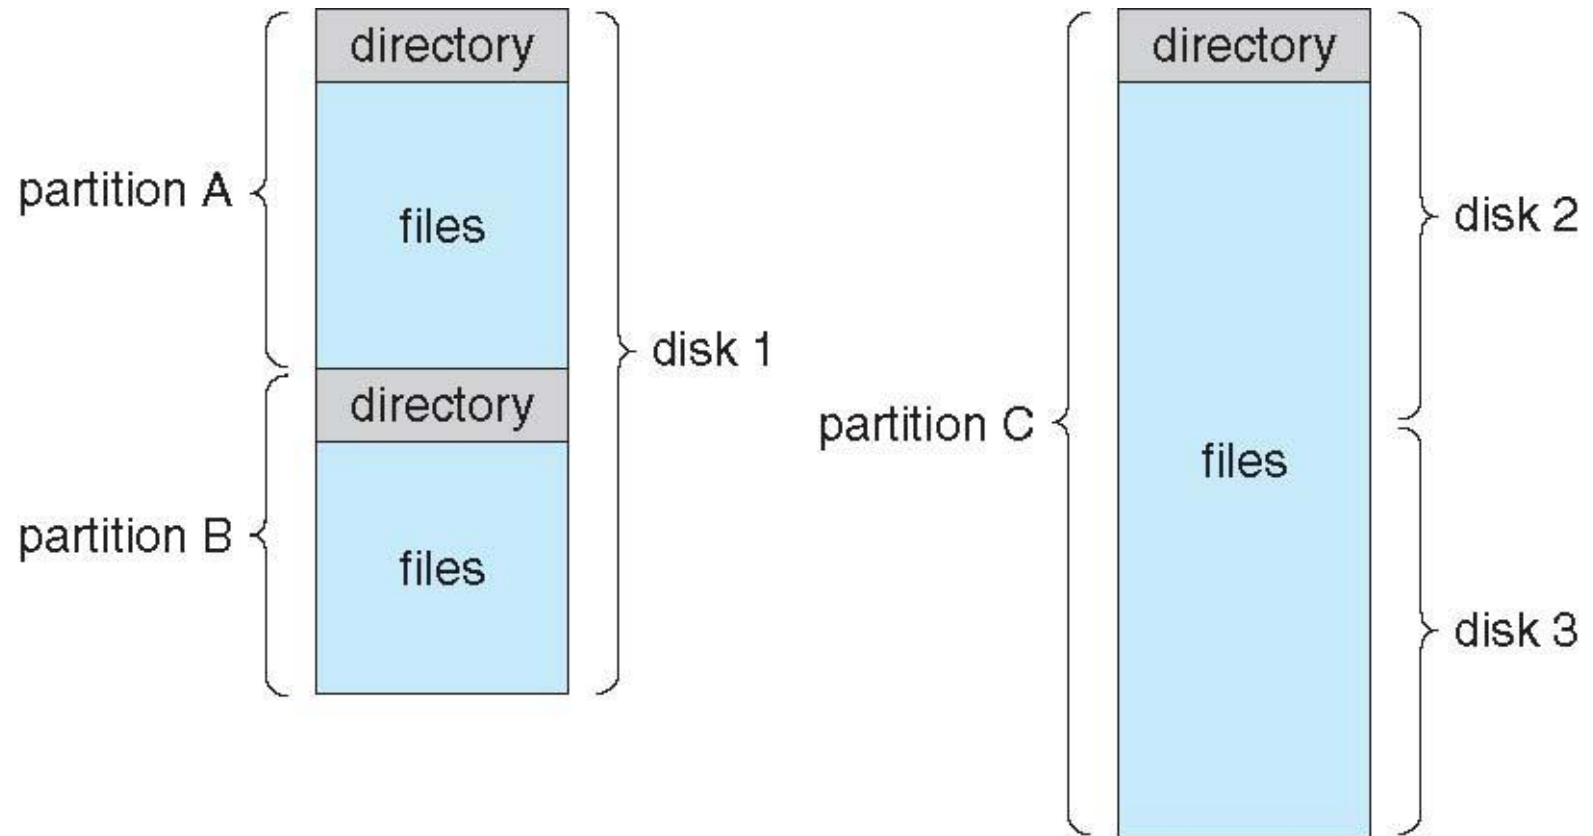 directory
partition A
files
disk 1
directory
partition B
files
directory
disk 2
partition C
files
disk 3